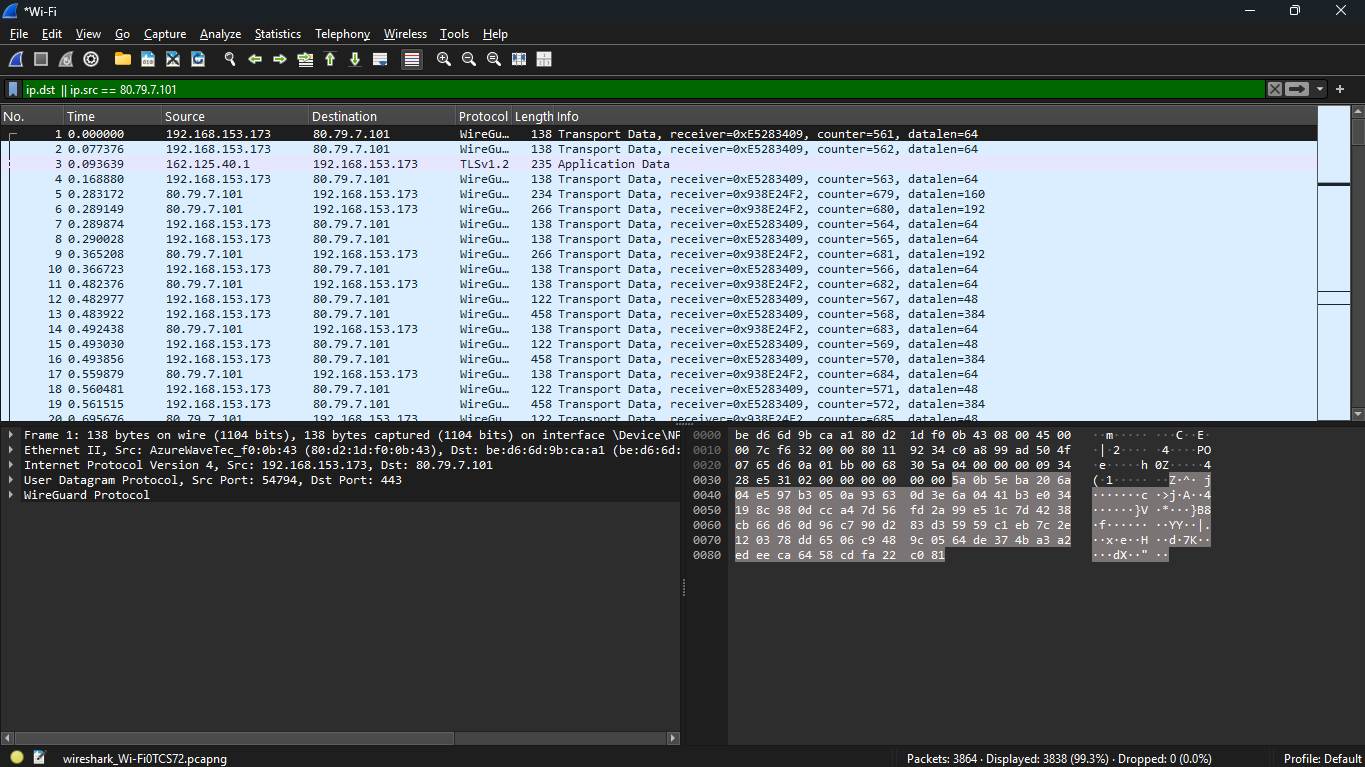 *Wi-Fi
File Edit View Go Capture Analyze Statistics Telephony Wireless Tools Help
ip.dst || ip.src == 80.79.7.101
No. Time Source Destination Protocol Length Info
1 0.000000 192.168.153.173 80.79.7.101 WireGu… 138 Transport Data, receiver=0xE5283409, counter=561, datalen=64
2 0.077376 192.168.153.173 80.79.7.101 WireGu… 138 Transport Data, receiver=0xE5283409, counter=562, datalen=64
3 0.093639 162.125.40.1 192.168.153.173 TLSv1.2 235 Application Data
4 0.168880 192.168.153.173 80.79.7.101 WireGu… 138 Transport Data, receiver=0xE5283409, counter=563, datalen=64
5 0.283172 80.79.7.101 192.168.153.173 WireGu… 234 Transport Data, receiver=0x938E24F2, counter=679, datalen=160
6 0.289149 80.79.7.101 192.168.153.173 WireGu… 266 Transport Data, receiver=0x938E24F2, counter=680, datalen=192
7 0.289874 192.168.153.173 80.79.7.101 WireGu… 138 Transport Data, receiver=0xE5283409, counter=564, datalen=64
8 0.290028 192.168.153.173 80.79.7.101 WireGu… 138 Transport Data, receiver=0xE5283409, counter=565, datalen=64
9 0.365208 80.79.7.101 192.168.153.173 WireGu… 266 Transport Data, receiver=0x938E24F2, counter=681, datalen=192
10 0.366723 192.168.153.173 80.79.7.101 WireGu… 138 Transport Data, receiver=0xE5283409, counter=566, datalen=64
11 0.482376 80.79.7.101 192.168.153.173 WireGu… 138 Transport Data, receiver=0x938E24F2, counter=682, datalen=64
12 0.482977 192.168.153.173 80.79.7.101 WireGu… 122 Transport Data, receiver=0xE5283409, counter=567, datalen=48
13 0.483922 192.168.153.173 80.79.7.101 WireGu… 458 Transport Data, receiver=0xE5283409, counter=568, datalen=384
14 0.492438 80.79.7.101 192.168.153.173 WireGu… 138 Transport Data, receiver=0x938E24F2, counter=683, datalen=64
15 0.493030 192.168.153.173 80.79.7.101 WireGu… 122 Transport Data, receiver=0xE5283409, counter=569, datalen=48
16 0.493856 192.168.153.173 80.79.7.101 WireGu… 458 Transport Data, receiver=0xE5283409, counter=570, datalen=384
17 0.559879 80.79.7.101 192.168.153.173 WireGu… 138 Transport Data, receiver=0x938E24F2, counter=684, datalen=64
18 0.560481 192.168.153.173 80.79.7.101 WireGu… 122 Transport Data, receiver=0xE5283409, counter=571, datalen=48
19 0.561515 192.168.153.173 80.79.7.101 WireGu… 458 Transport Data, receiver=0xE5283409, counter=572, datalen=384
20 0.695676 80.79.7.101 192.168.153.173 WireGu… 122 Transport Data, receiver=0x938E24F2, counter=685, datalen=48
Frame 1: 138 bytes on wire (1104 bits), 138 bytes captured (1104 bits) on interface \Device\NF
Ethernet II, Src: AzureWaveTec_f0:0b:43 (80:d2:1d:f0:0b:43), Dst: be:d6:6d:9b:ca:a1 (be:d6:6d:
Internet Protocol Version 4, Src: 192.168.153.173, Dst: 80.79.7.101
User Datagram Protocol, Src Port: 54794, Dst Port: 443
WireGuard Protocol
0000 be d6 6d 9b ca a1 80 d2 1d f0 0b 43 08 00 45 00 ··m····· ···C··E·
0010 00 7c f6 32 00 00 80 11 92 34 c0 a8 99 ad 50 4f ·|·2···· ·4····PO
0020 07 65 d6 0a 01 bb 00 68 30 5a 04 00 00 00 09 34 ·e·····h 0Z·····4
0030 28 e5 31 02 00 00 00 00 00 00 5a 0b 5e ba 20 6a (·1····· ··Z·^· j
0040 04 e5 97 b3 05 0a 93 63 0d 3e 6a 04 41 b3 e0 34 ·······c ·>j·A··4
0050 19 8c 98 0d cc a4 7d 56 fd 2a 99 e5 1c 7d 42 38 ······}V ·*···}B8
0060 cb 66 d6 0d 96 c7 90 d2 83 d3 59 59 c1 eb 7c 2e ·f······ ··YY··|.
0070 12 03 78 dd 65 06 c9 48 9c 05 64 de 37 4b a3 a2 ··x·e··H ··d·7K··
0080 ed ee ca 64 58 cd fa 22 c0 81 ···dX··" ··
wireshark_Wi-Fi0TCS72.pcapng
Packets: 3864 · Displayed: 3838 (99.3%) · Dropped: 0 (0.0%)
Profile: Default